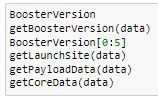 BoosterVersion
getBoosterVersion(data)
BoosterVersion[0:5]
getLaunchSite(data)
getPayloadData(data)
getCoreData(data)